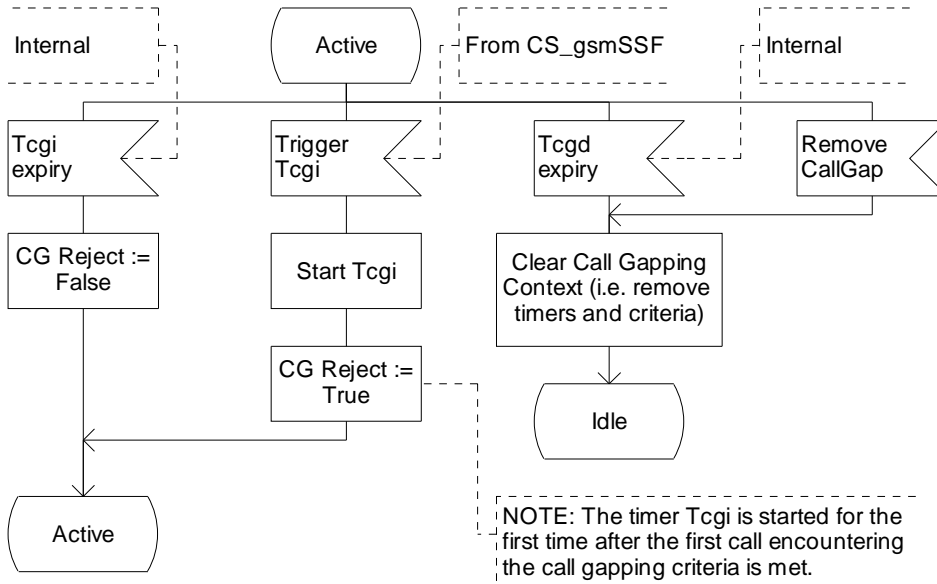 Internal
Active
From CS_gsmSSF
Internal
Tcgi
expiry
Trigger
Tcgi
Tcgd
expiry
Remove
CallGap
CG Reject :=
False
Start Tcgi
Clear Call Gapping
Context (i.e. remove
timers and criteria)
CG Reject :=
True
Idle
Active
NOTE: The timer Tcgi is started for the
first time after the first call encountering
the call gapping criteria is met.